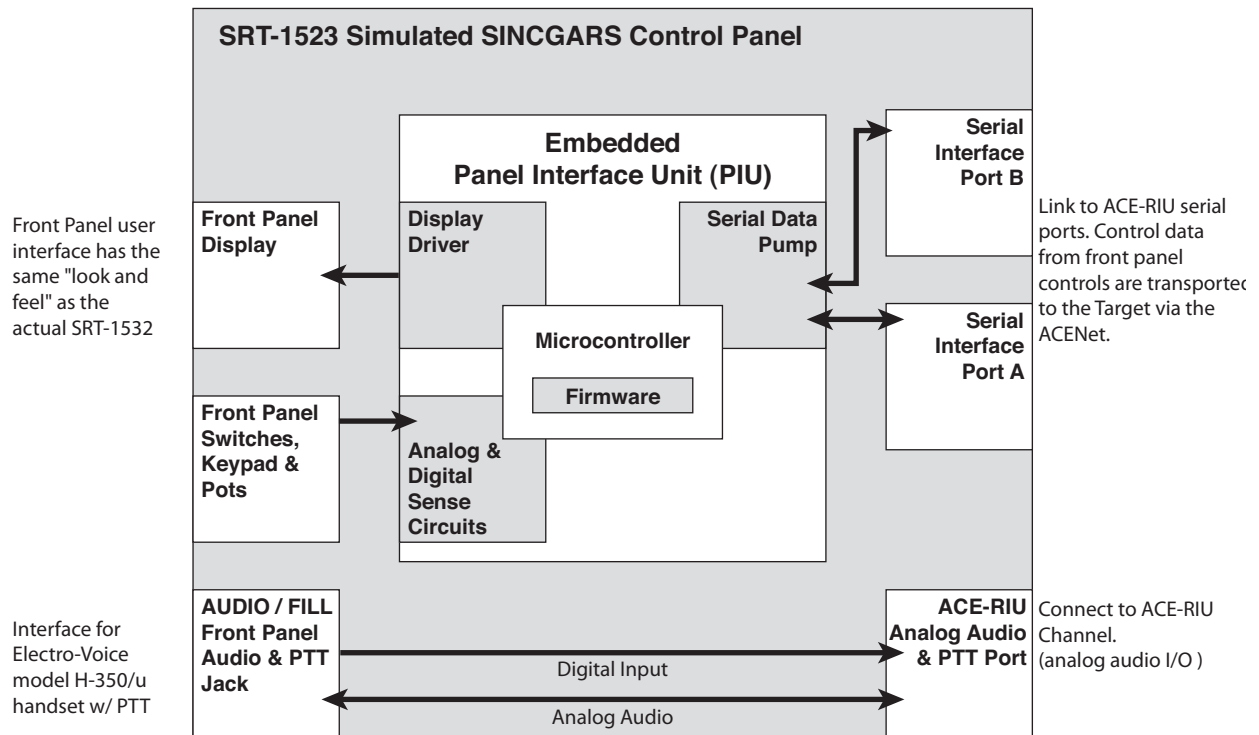 SRT-1523 Simulated SINCGARS Control Panel
Embedded
Panel Interface Unit (PIU)
Serial
Interface
Port B
Front Panel user
interface has the
same "look and
feel" as the
actual SRT-1532
Front Panel
Display
Display
Driver
Serial Data
Pump
Link to ACE-RIU serial
ports. Control data
from front panel
controls are transported
to the Target via the
ACENet.
Microcontroller
Firmware
Serial
Interface
Port A
Front Panel
Switches,
Keypad &
Pots
Analog &
Digital
Sense
Circuits
Interface for
Electro-Voice
model H-350/u
handset w/ PTT
AUDIO / FILL
Front Panel
Audio & PTT
Jack
Digital Input
Analog Audio
ACE-RIU
Analog Audio
& PTT Port
Connect to ACE-RIU
Channel.
(analog audio I/O )